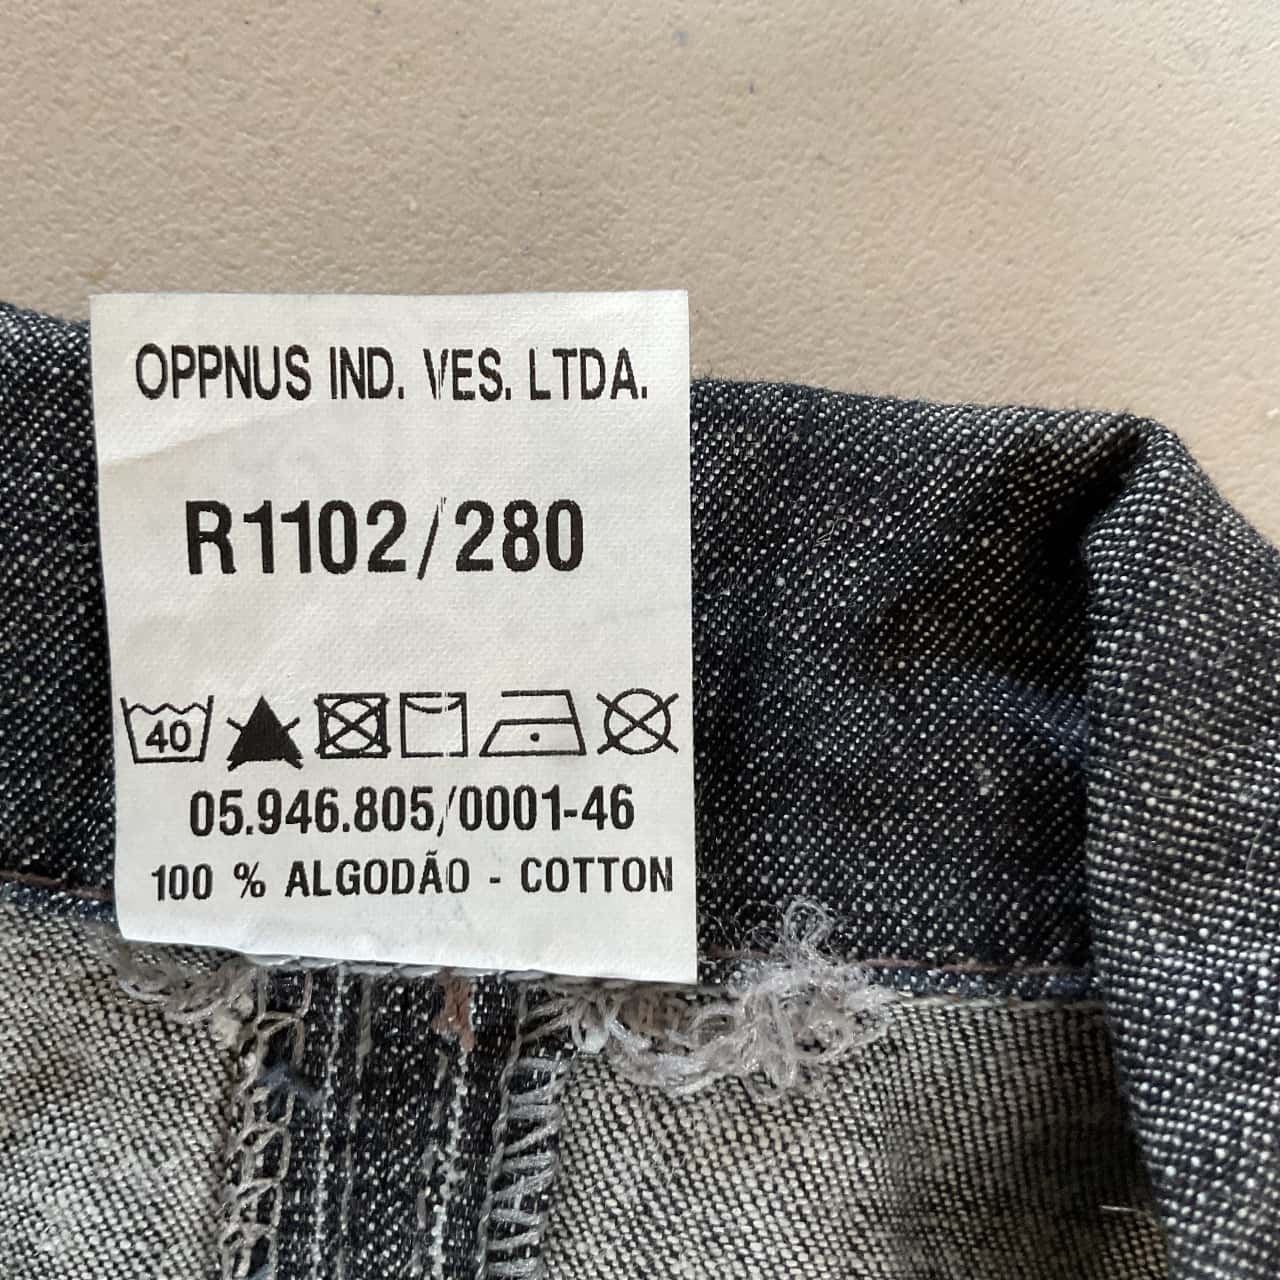 OPPNUS IND. VES. LTDA.
R1102/280
40
05.946.805/0001-46
100 % ALGODÃO - COTTON